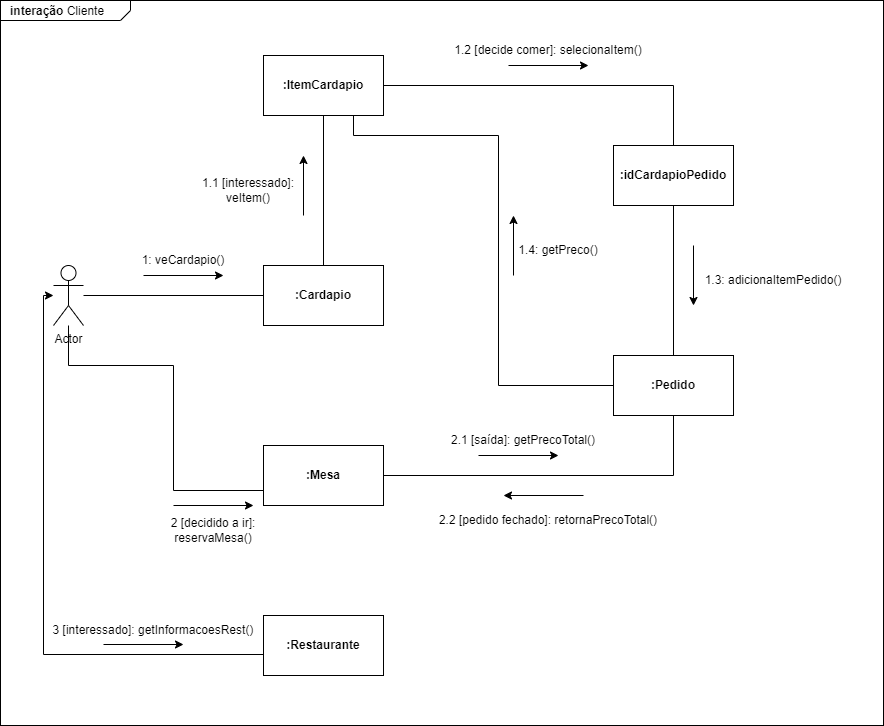 interação Cliente
1.2 [decide comer]: selecionaItem()
:ItemCardapio
:idCardapioPedido
1.1 [interessado]:
veItem()
1.4: getPreco()
1: veCardapio()
1.3: adicionaItemPedido()
:Cardapio
Actor
:Pedido
2.1 [saída]: getPrecoTotal()
:Mesa
2 [decidido a ir]:
reservaMesa()
2.2 [pedido fechado]: retornaPrecoTotal()
3 [interessado]: getInformacoesRest()
:Restaurante